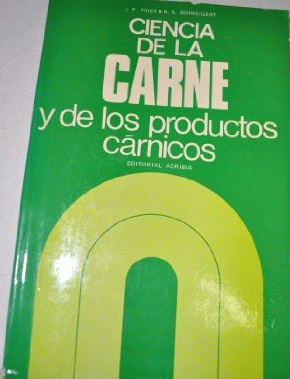 J. F. PRICE • B. S. SCHWEIGERT
CIENCIA
DE LA
CARNE
y de los productos
cárnicos
EDITORIAL ACRIBIA